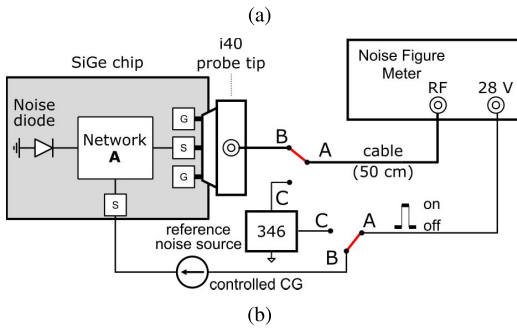 (a)
i40
probe tip
SiGe chip
Noise
diode
Network
A
G
S
G
S
Noise Figure
Meter
RF
28 V
B
A
cable
(50 cm)
C
346
reference
noise source
C
A
B
on
off
controlled CG
(b)